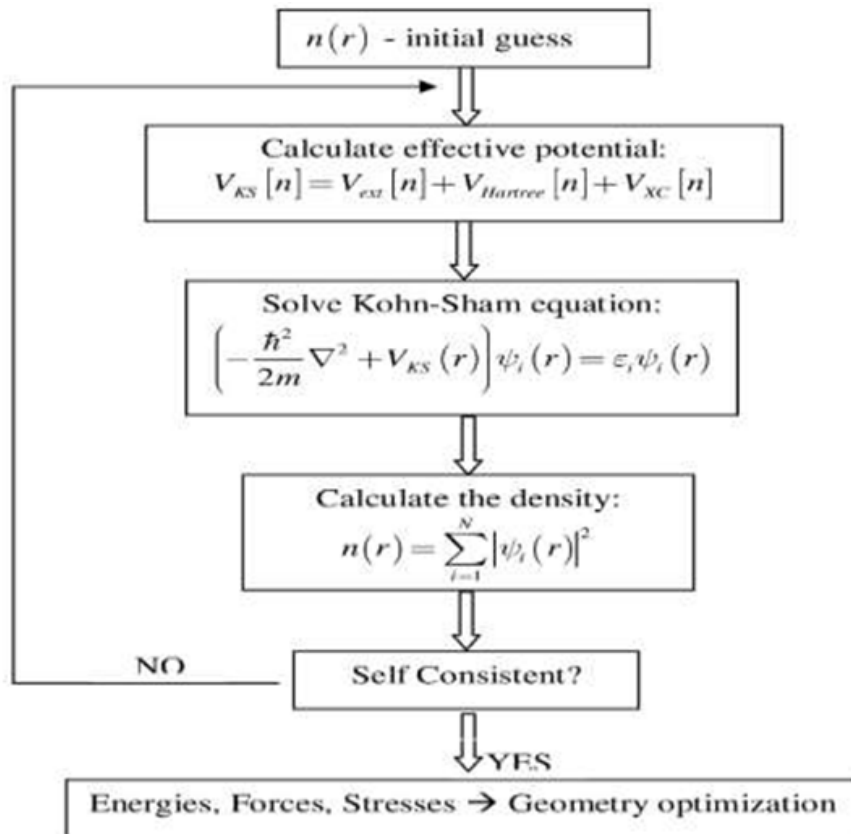 n(r) - initial guess
Calculate effective potential:
V_KS[n] = V_ext[n] + V_Hartree[n] + V_XC[n]
Solve Kohn-Sham equation:
(-ℏ²/2m ∇² + V_KS(r))ψ_i(r) = ε_i ψ_i(r)
Calculate the density:
n(r) = ∑_{i=1}^{N} |ψ_i(r)|²
NO
Self Consistent?
YES
Energies, Forces, Stresses → Geometry optimization